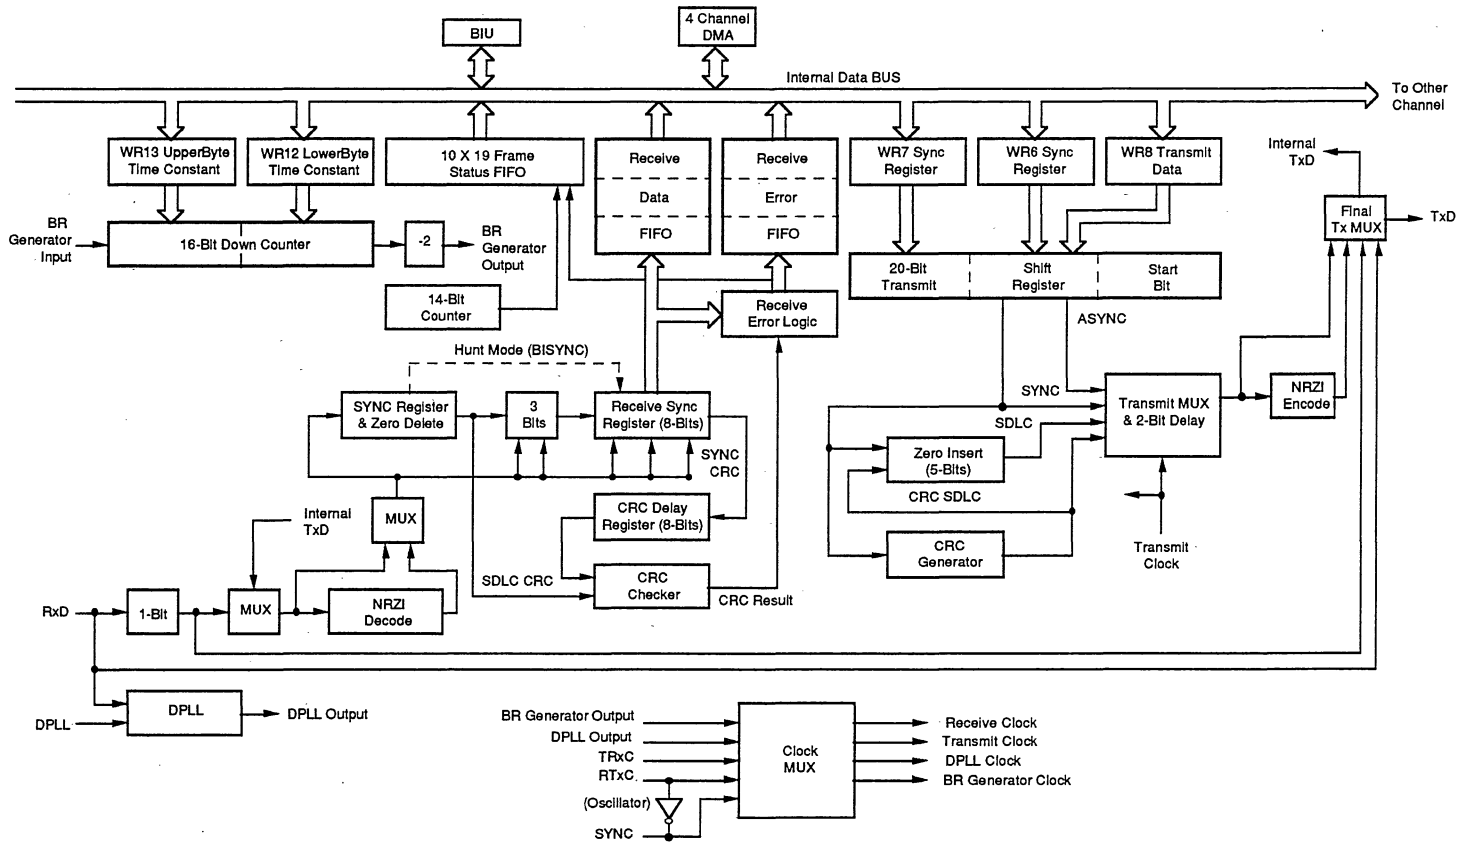 BIU
4 Channel
DMA
Internal Data BUS
To Other
Channel
WR13 UpperByte
Time Constant
WR12 LowerByte
Time Constant
10 X 19 Frame
Status FIFO
Receive
Data
FIFO
Receive
Error
FIFO
WR7 Sync
Register
WR6 Sync
Register
WR8 Transmit
Data
Internal
TxD
Final
Tx MUX
TxD
BR
Generator
Input
16-Bit Down Counter
-2
BR
Generator
Output
14-Bit
Counter
Receive
Error Logic
20-Bit
Transmit
Shift
Register
Start
Bit
ASYNC
Hunt Mode (BISYNC)
SYNC Register
& Zero Delete
3
Bits
Receive Sync
Register (8-Bits)
SYNC
CRC
SYNC
SDLC
Transmit MUX
& 2-Bit Delay
NRZI
Encode
Zero Insert
(5-Bits)
CRC SDLC
CRC
Generator
Transmit
Clock
Internal
TxD
MUX
CRC Delay
Register (8-Bits)
SDLC CRC
CRC
Checker
CRC Result
RxD
1-Bit
MUX
NRZI
Decode
DPLL
DPLL
DPLL Output
BR Generator Output
DPLL Output
TRxC
RTxC
(Oscillator)
SYNC
Clock
MUX
Receive Clock
Transmit Clock
DPLL Clock
BR Generator Clock